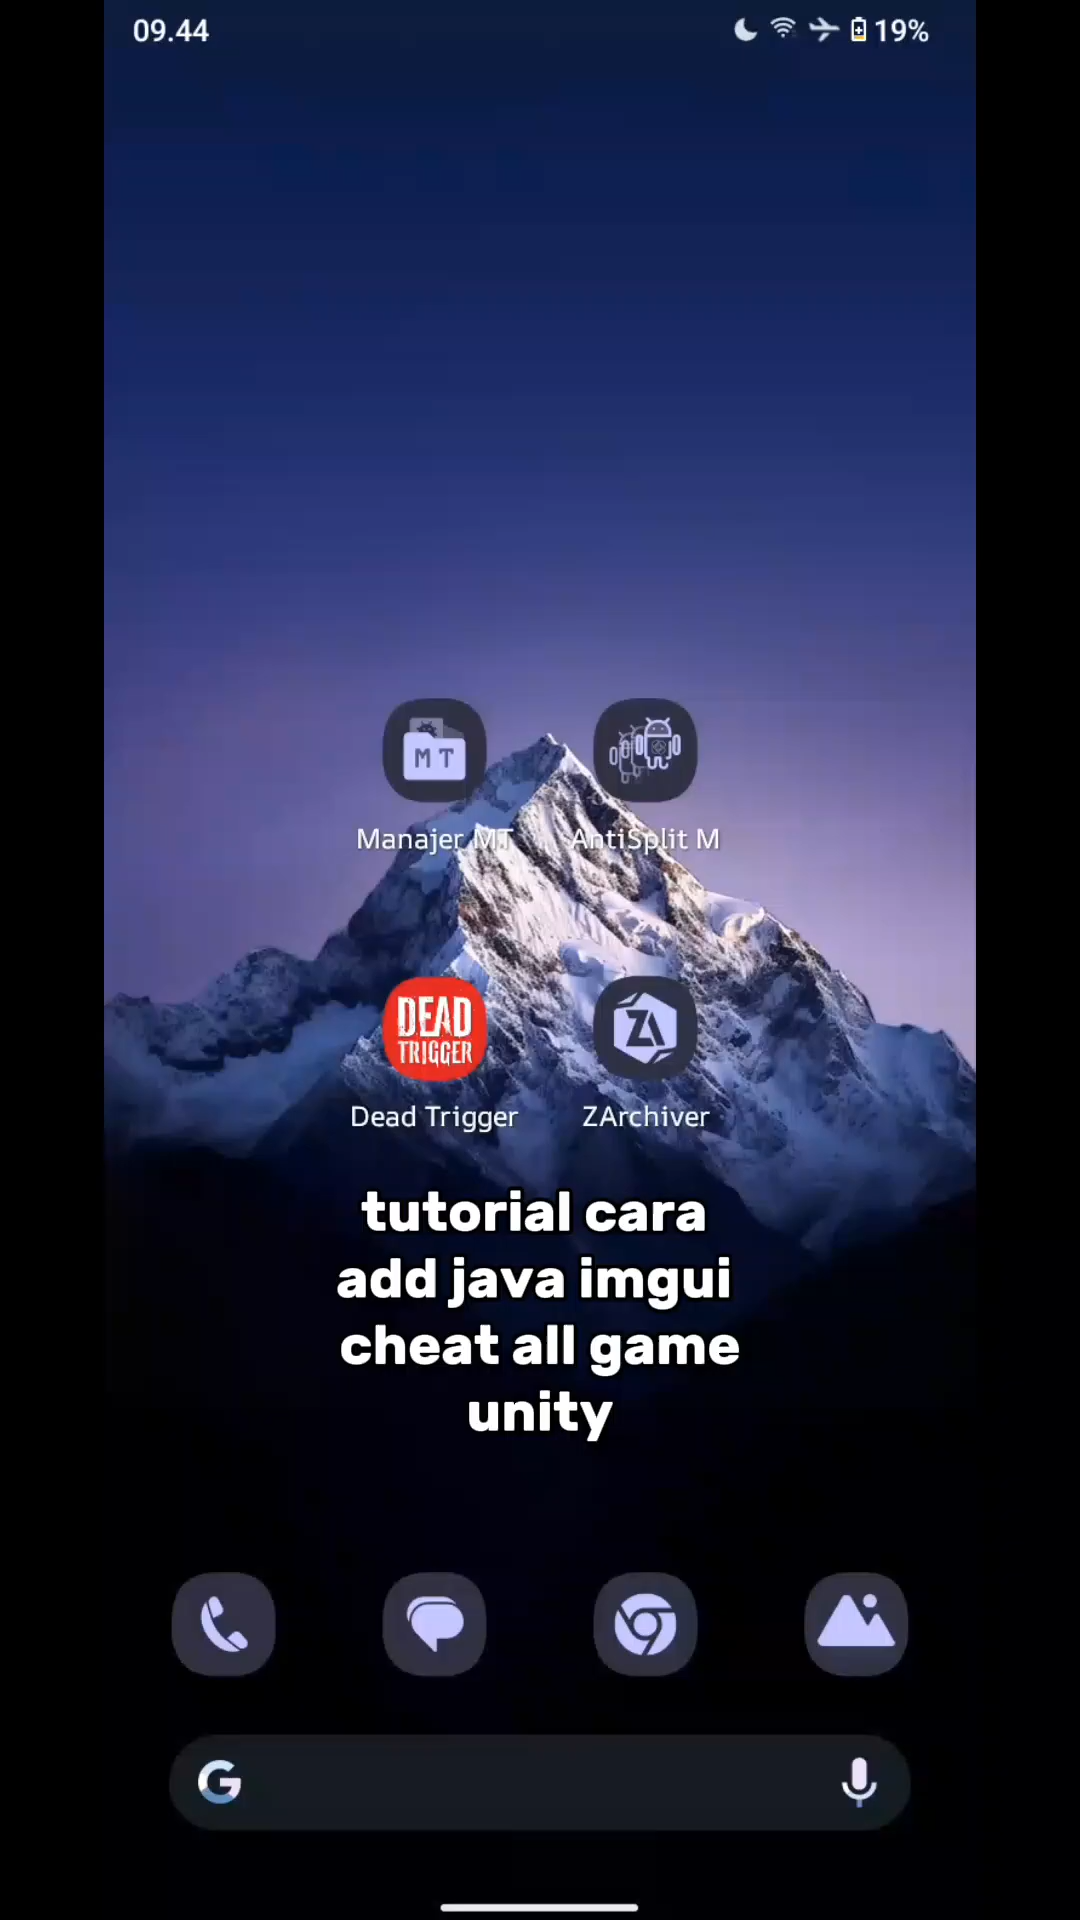 09.44
19%
MT
Manajer MT
AntiSplit M
DEAD
TRIGGER
ZA
Dead Trigger
ZArchiver
tutorial cara
add java imgui
cheat all game
unity
G